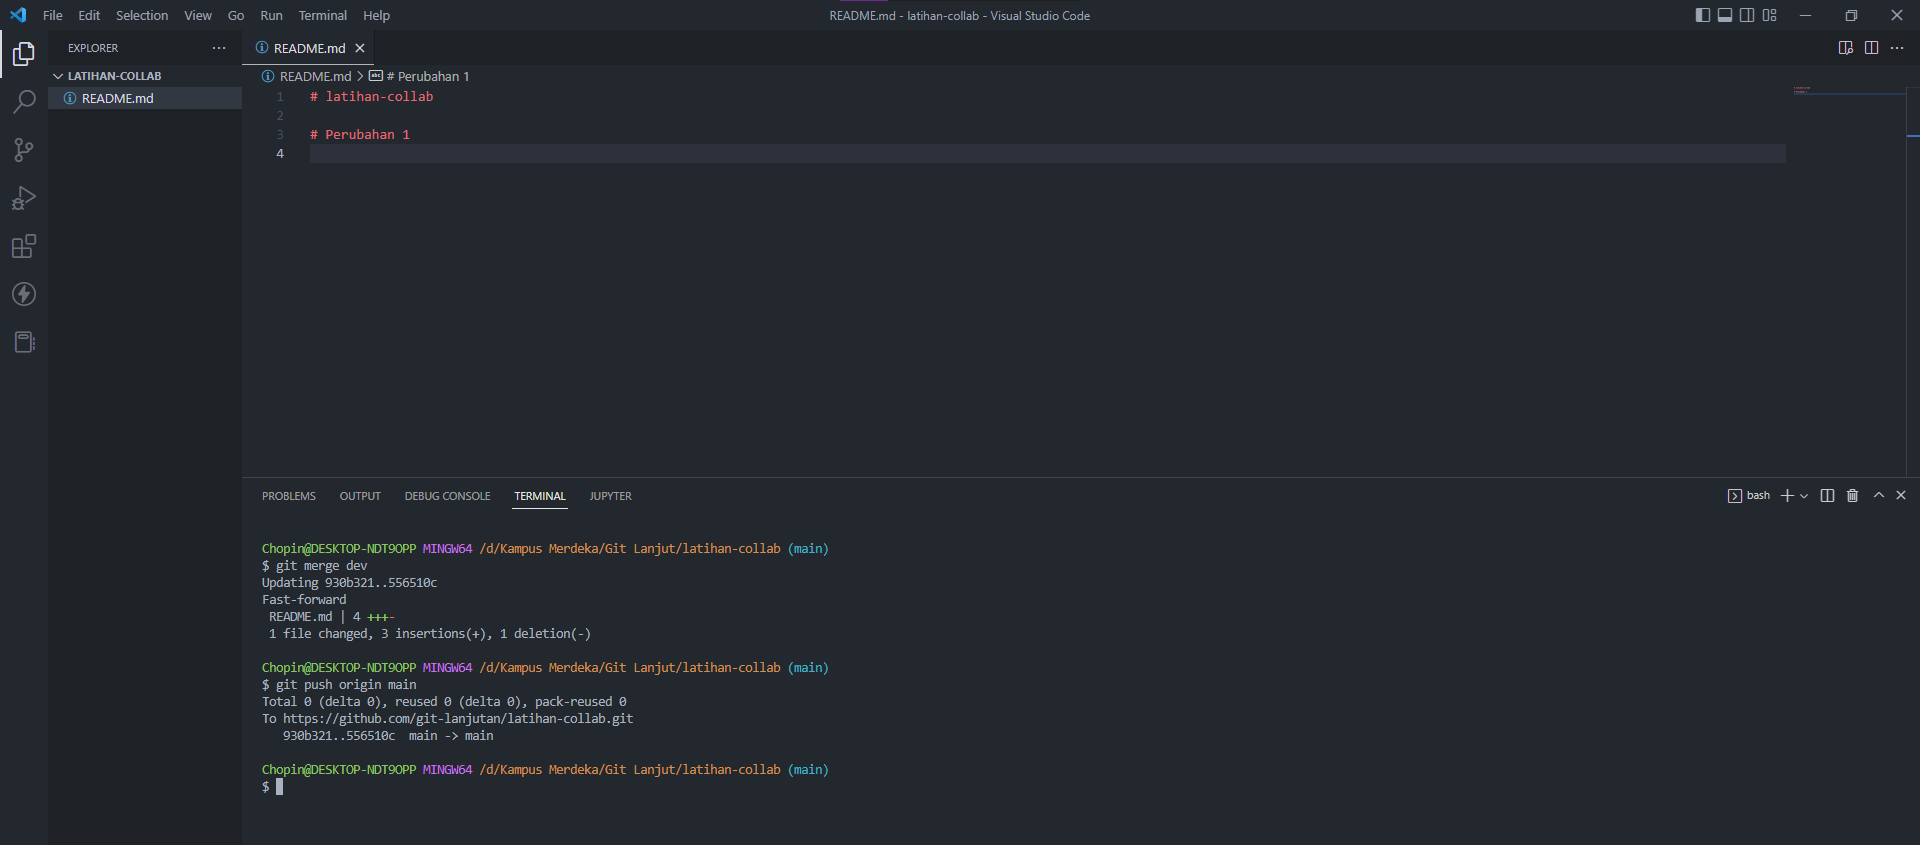 File Edit Selection View Go Run Terminal Help
README.md - latihan-collab - Visual Studio Code
EXPLORER
LATIHAN-COLLAB
README.md
README.md
README.md > # Perubahan 1
1 # latihan-collab
2
3 # Perubahan 1
4
PROBLEMS OUTPUT DEBUG CONSOLE TERMINAL JUPYTER
bash
Chopin@DESKTOP-NDT9OPP MINGW64 /d/Kampus Merdeka/Git Lanjut/latihan-collab (main)
$ git merge dev
Updating 930b321..556510c
Fast-forward
README.md | 4 +++-
1 file changed, 3 insertions(+), 1 deletion(-)
Chopin@DESKTOP-NDT9OPP MINGW64 /d/Kampus Merdeka/Git Lanjut/latihan-collab (main)
$ git push origin main
Total 0 (delta 0), reused 0 (delta 0), pack-reused 0
To https://github.com/git-lanjutan/latihan-collab.git
930b321..556510c  main -> main
Chopin@DESKTOP-NDT9OPP MINGW64 /d/Kampus Merdeka/Git Lanjut/latihan-collab (main)
$